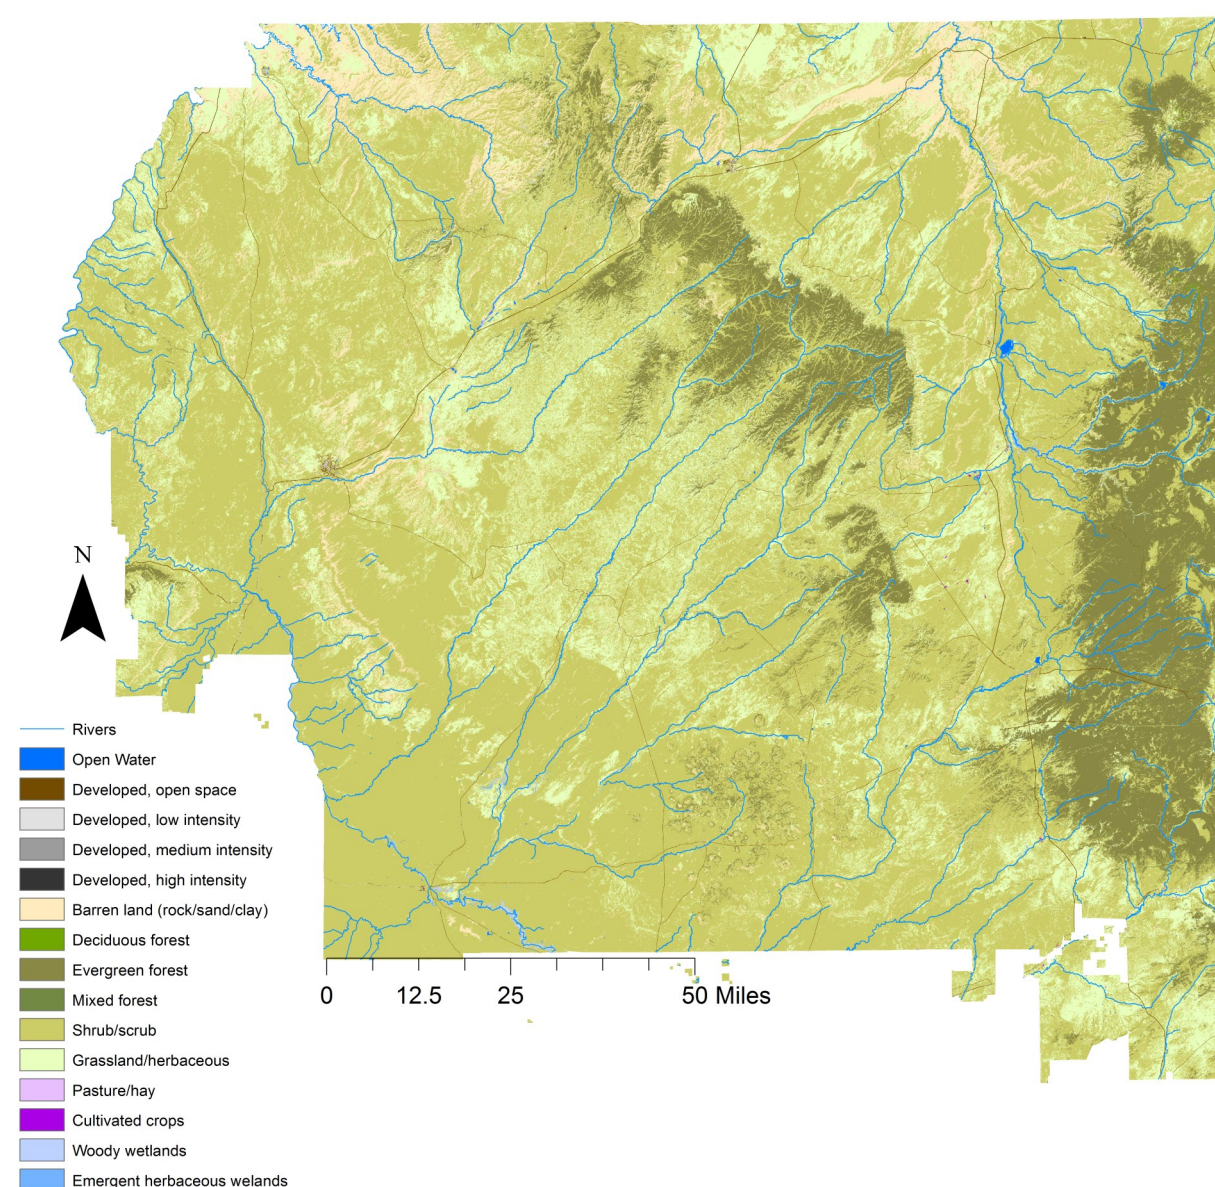 N
Rivers
Open Water
Developed, open space
Developed, low intensity
Developed, medium intensity
Developed, high intensity
Barren land (rock/sand/clay)
Deciduous forest
Evergreen forest
Mixed forest
Shrub/scrub
Grassland/herbaceous
Pasture/hay
Cultivated crops
Woody wetlands
Emergent herbaceous welands
0 12.5 25 50 Miles